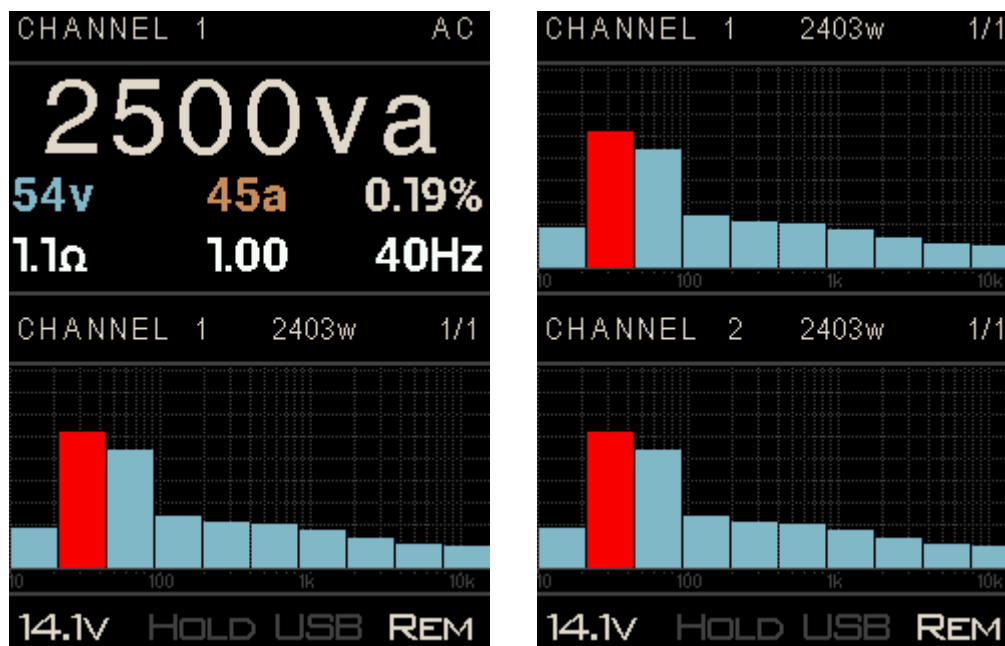 CHANNEL 1 AC
2500va
54v 45a 0.19%
1.1Ω 1.00 40Hz
CHANNEL 1 2403w 1/1
10 100 1k 10k
14.1V HOLD USB REM
CHANNEL 1 2403w 1/1
10 100 1k 10k
CHANNEL 2 2403w 1/1
10 100 1k 10k
14.1V HOLD USB REM